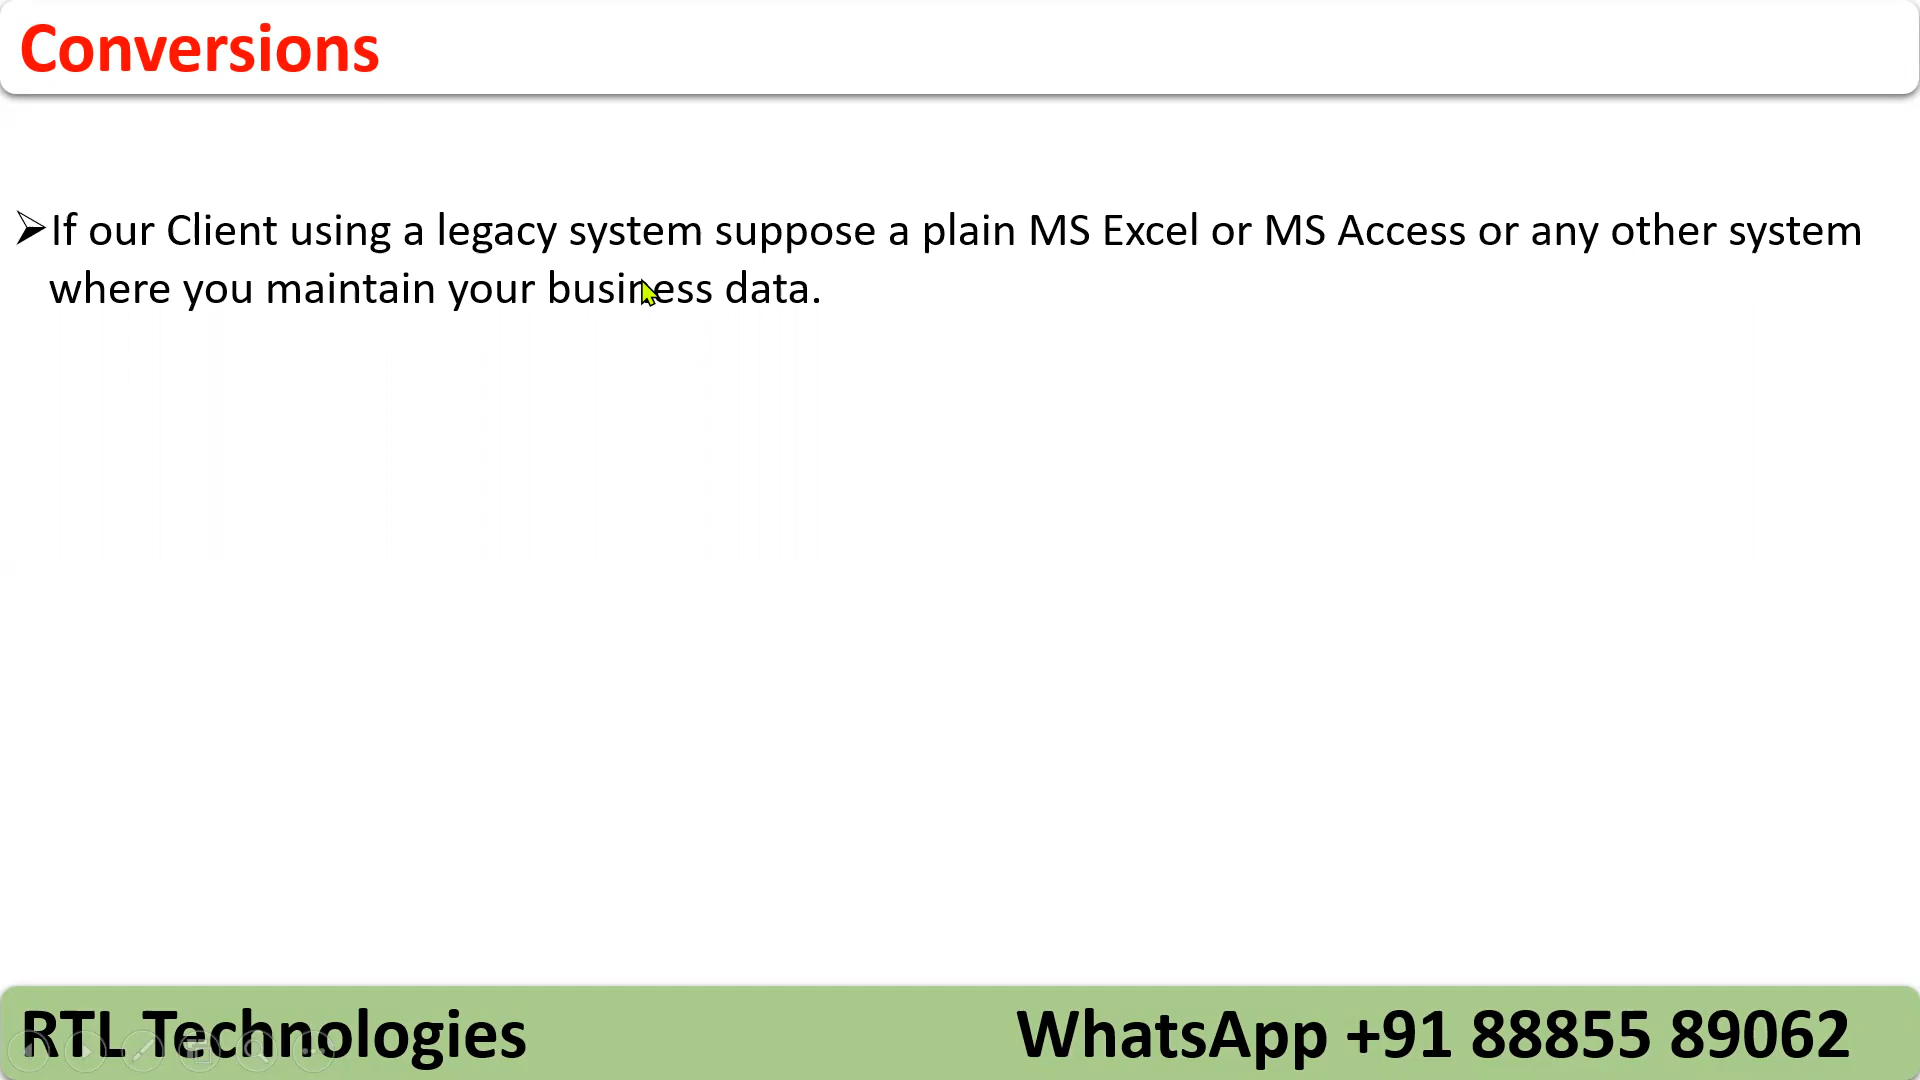 Conversions
➢If our Client using a legacy system suppose a plain MS Excel or MS Access or any other system
where you maintain your business data.
RTL Technologies WhatsApp +91 88855 89062